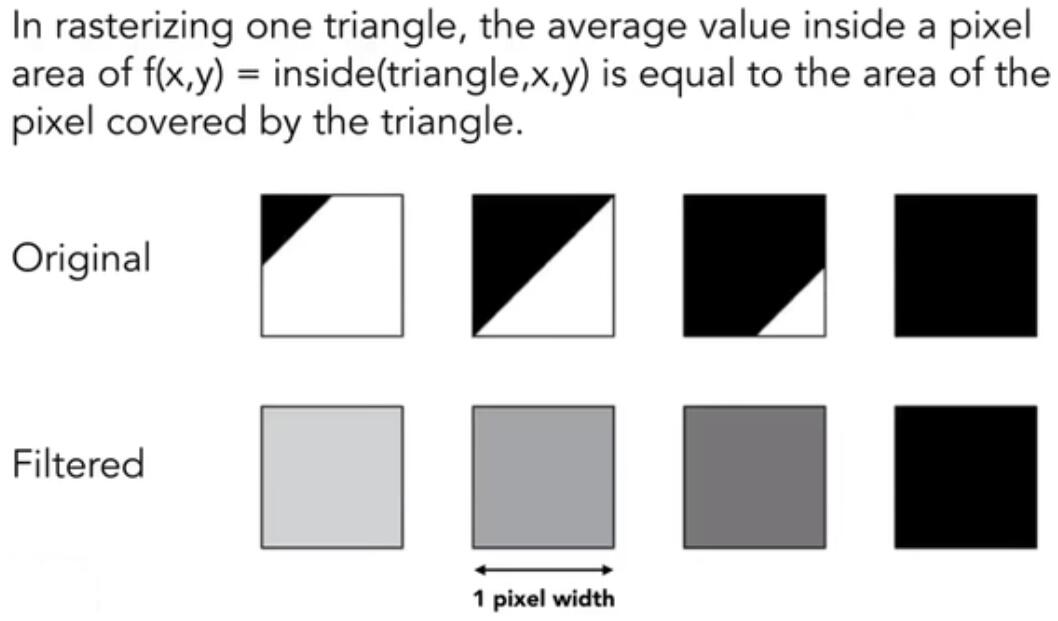 In rasterizing one triangle, the average value inside a pixel
area of f(x,y) = inside(triangle,x,y) is equal to the area of the
pixel covered by the triangle.
Original
Filtered
1 pixel width